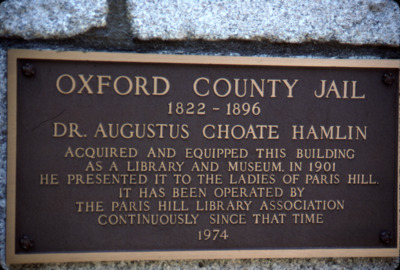 OXFORD COUNTY JAIL
1822 - 1896
DR. AUGUSTUS CHOATE HAMLIN
ACQUIRED AND EQUIPPED THIS BUILDING
AS A LIBRARY AND MUSEUM. IN 1901
HE PRESENTED IT TO THE LADIES OF PARIS HILL.
IT HAS BEEN OPERATED BY
THE PARIS HILL LIBRARY ASSOCIATION
CONTINUOUSLY SINCE THAT TIME
1974